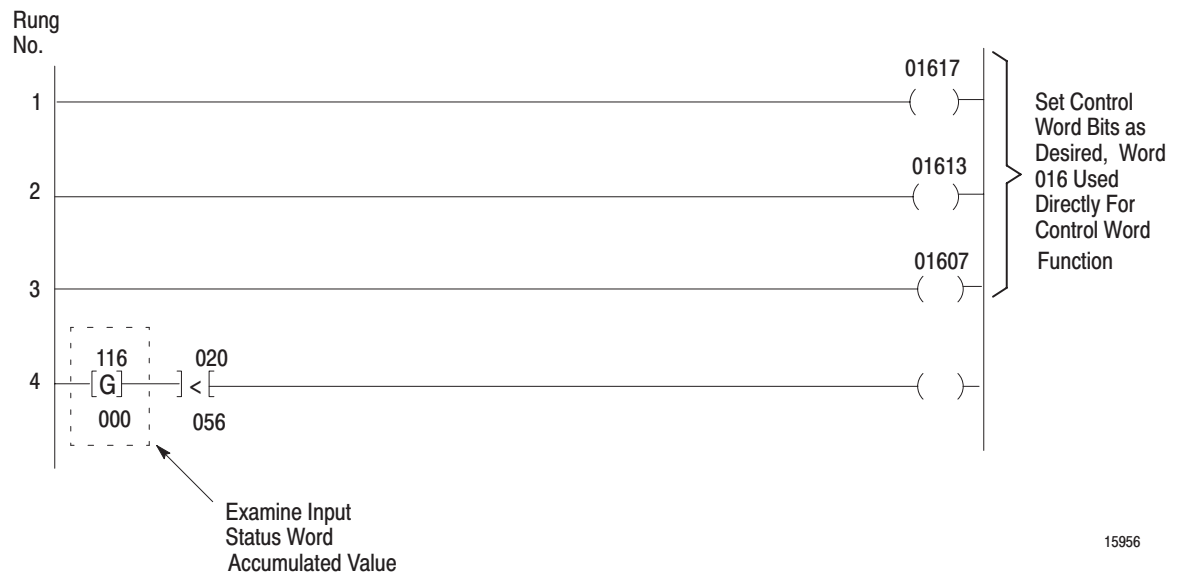 Rung
No.
01617
1
01613
2
01607
3
Set Control
Word Bits as
Desired, Word
016 Used
Directly For
Control Word
Function
116 020
4 [G] ] < [
000 056
Examine Input
Status Word
Accumulated Value
15956